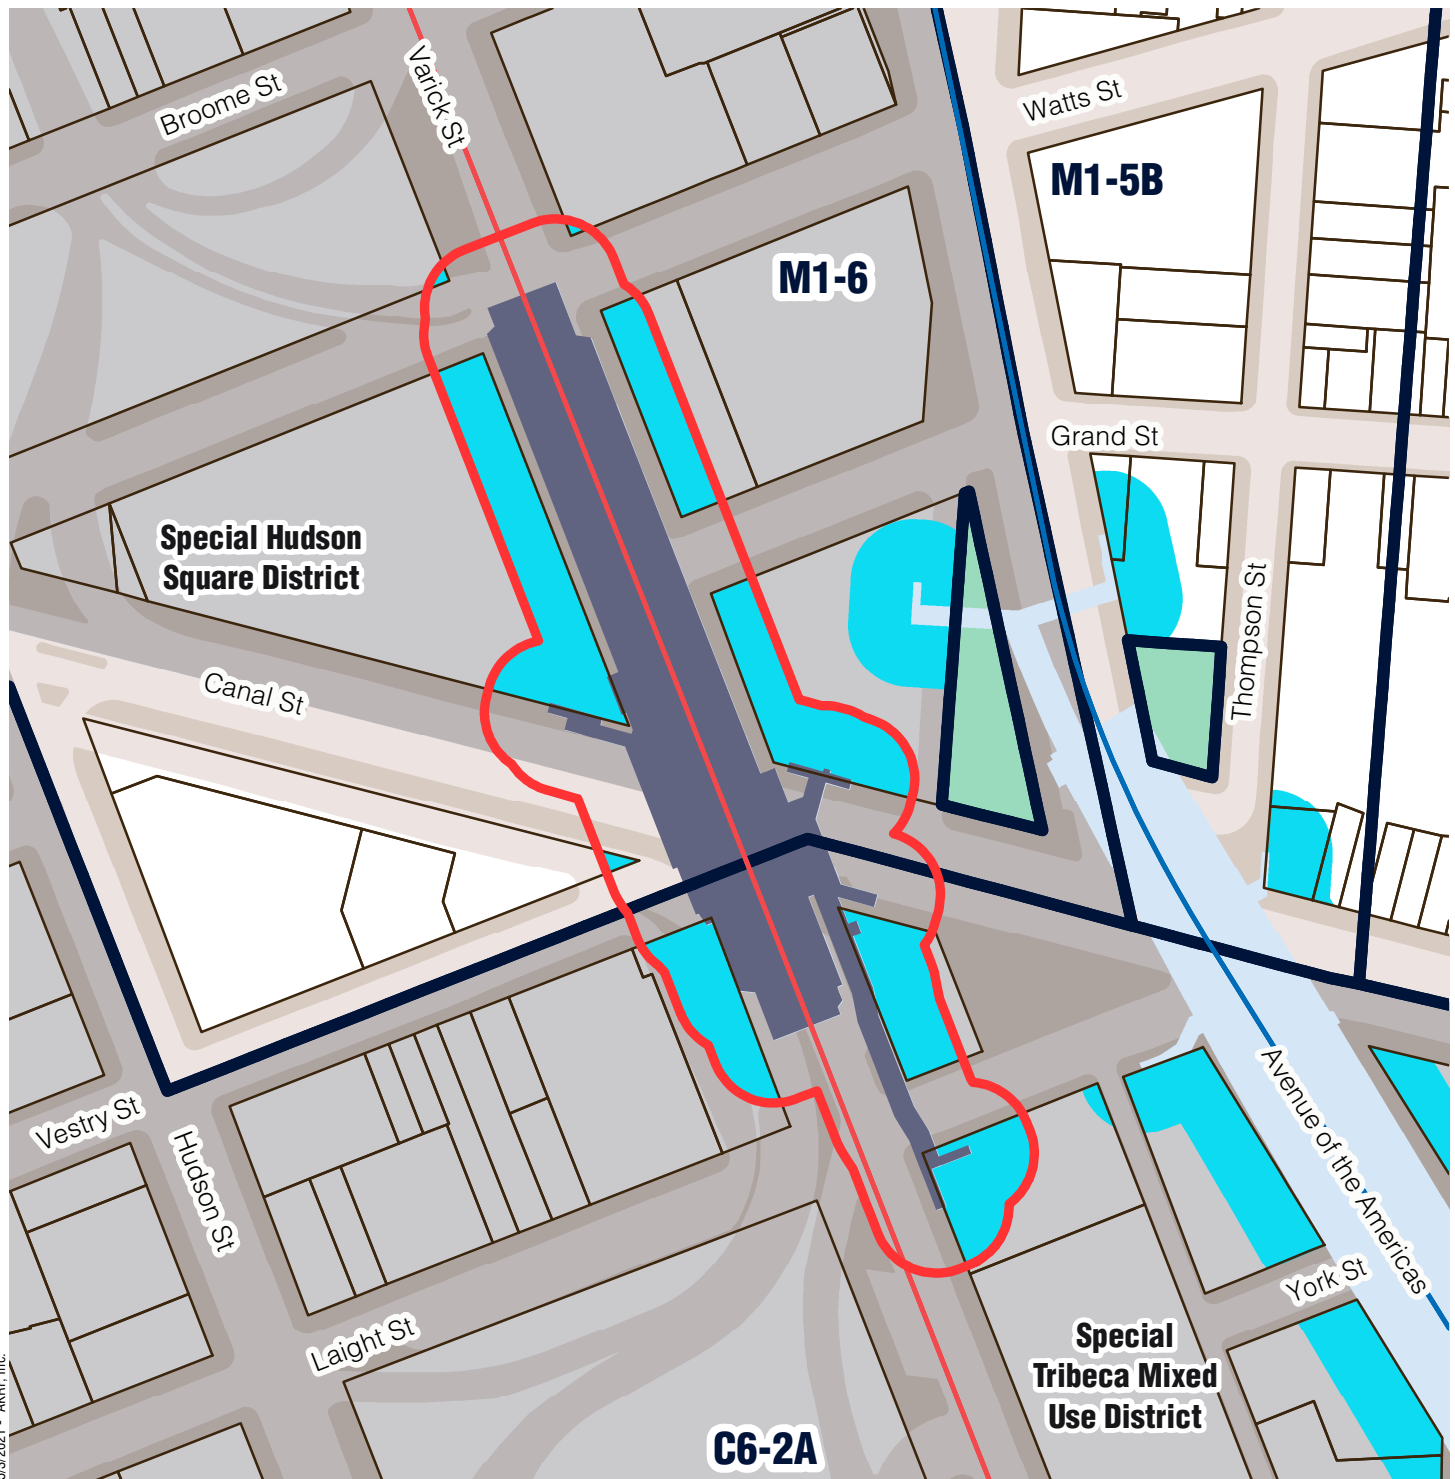 Broome St
Varick St
Watts St
M1-5B
M1-6
Grand St
Special Hudson
Square District
Thompson St
Canal St
Vestry St
Hudson St
Avenue of the Americas
York St
Laight St
Special
Tribeca Mixed
Use District
C6-2A